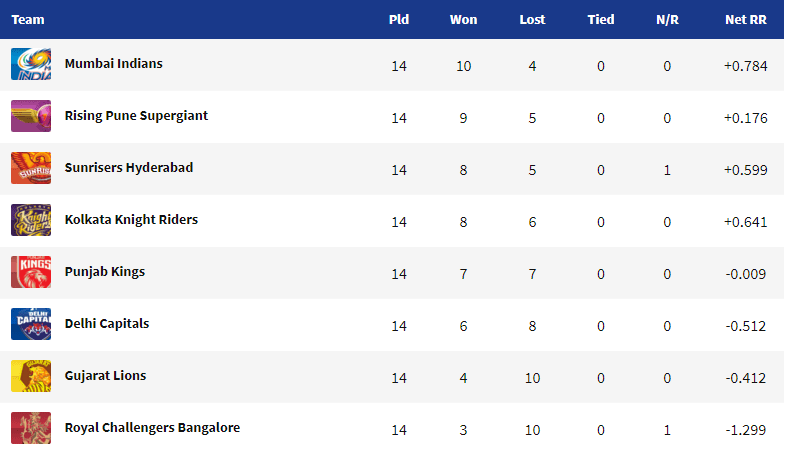 Team Pld Won Lost Tied N/R Net RR
Mumbai Indians 14 10 4 0 0 +0.784
Rising Pune Supergiant 14 9 5 0 0 +0.176
Sunrisers Hyderabad 14 8 5 0 1 +0.599
Kolkata Knight Riders 14 8 6 0 0 +0.641
Punjab Kings 14 7 7 0 0 -0.009
Delhi Capitals 14 6 8 0 0 -0.512
Gujarat Lions 14 4 10 0 0 -0.412
Royal Challengers Bangalore 14 3 10 0 1 -1.299